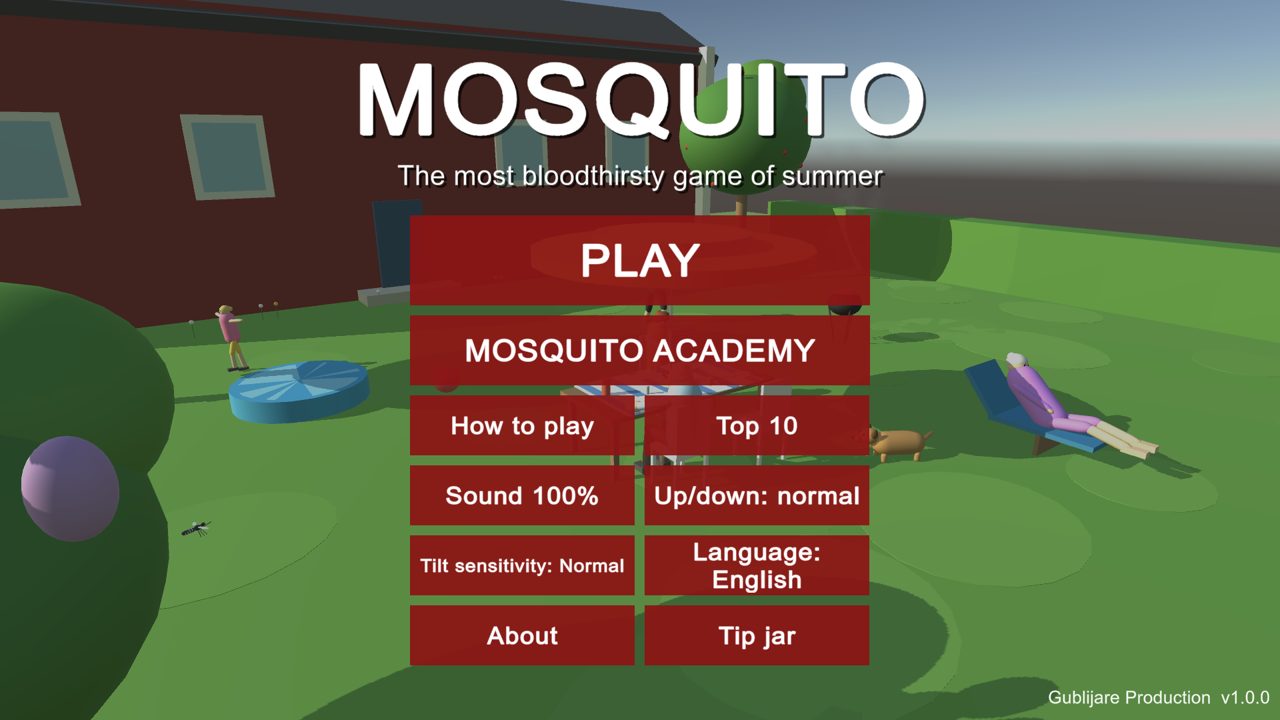 MOSQUITO
The most bloodthirsty game of summer
PLAY
MOSQUITO ACADEMY
How to play
Top 10
Sound 100%
Up/down: normal
Tilt sensitivity: Normal
Language:
English
About
Tip jar
Gublijare Production v1.0.0